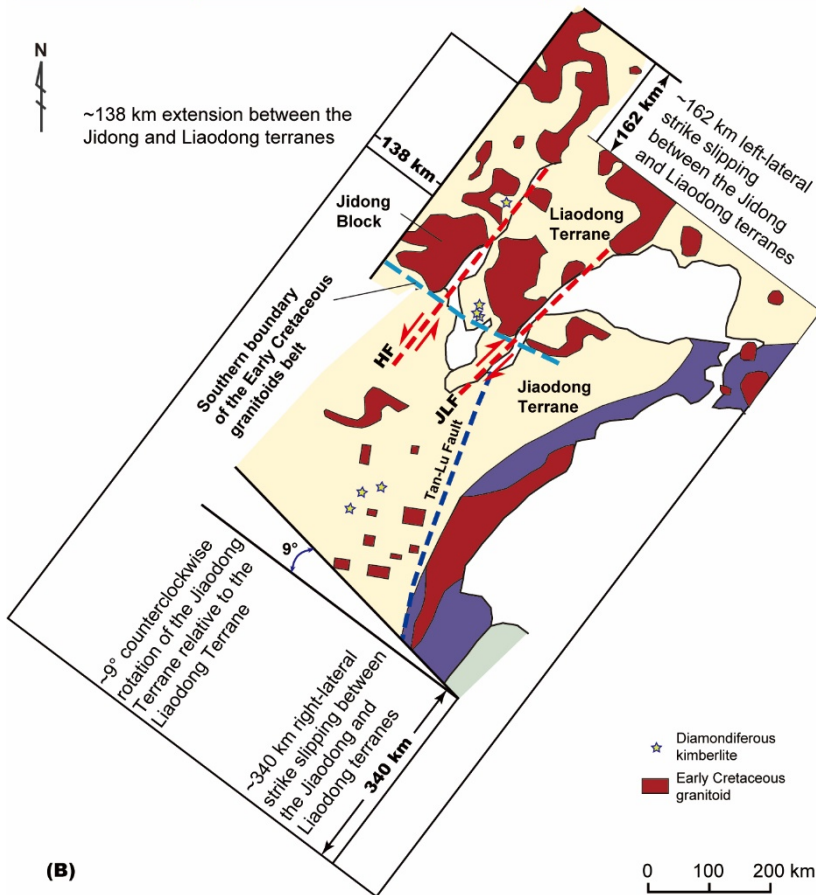 N
~138 km extension between the
Jidong and Liaodong terranes
~138 km
162 km
~162 km left-lateral
strike slipping
between the Jidong
and Liaodong terranes
Jidong
Block
Liaodong
Terrane
Southern boundary
of the Early Cretaceous
granitoids belt
HF
JLF
Jiaodong
Terrane
Tan-Lu Fault
9°
~9° counterclockwise
rotation of the Jiaodong
Terrane relative to the
Liaodong Terrane
~340 km right-lateral
strike slipping between
the Jiaodong and
Liaodong terranes
340 km
Diamondiferous
kimberlite
Early Cretaceous
granitoid
(B)
0 100 200 km